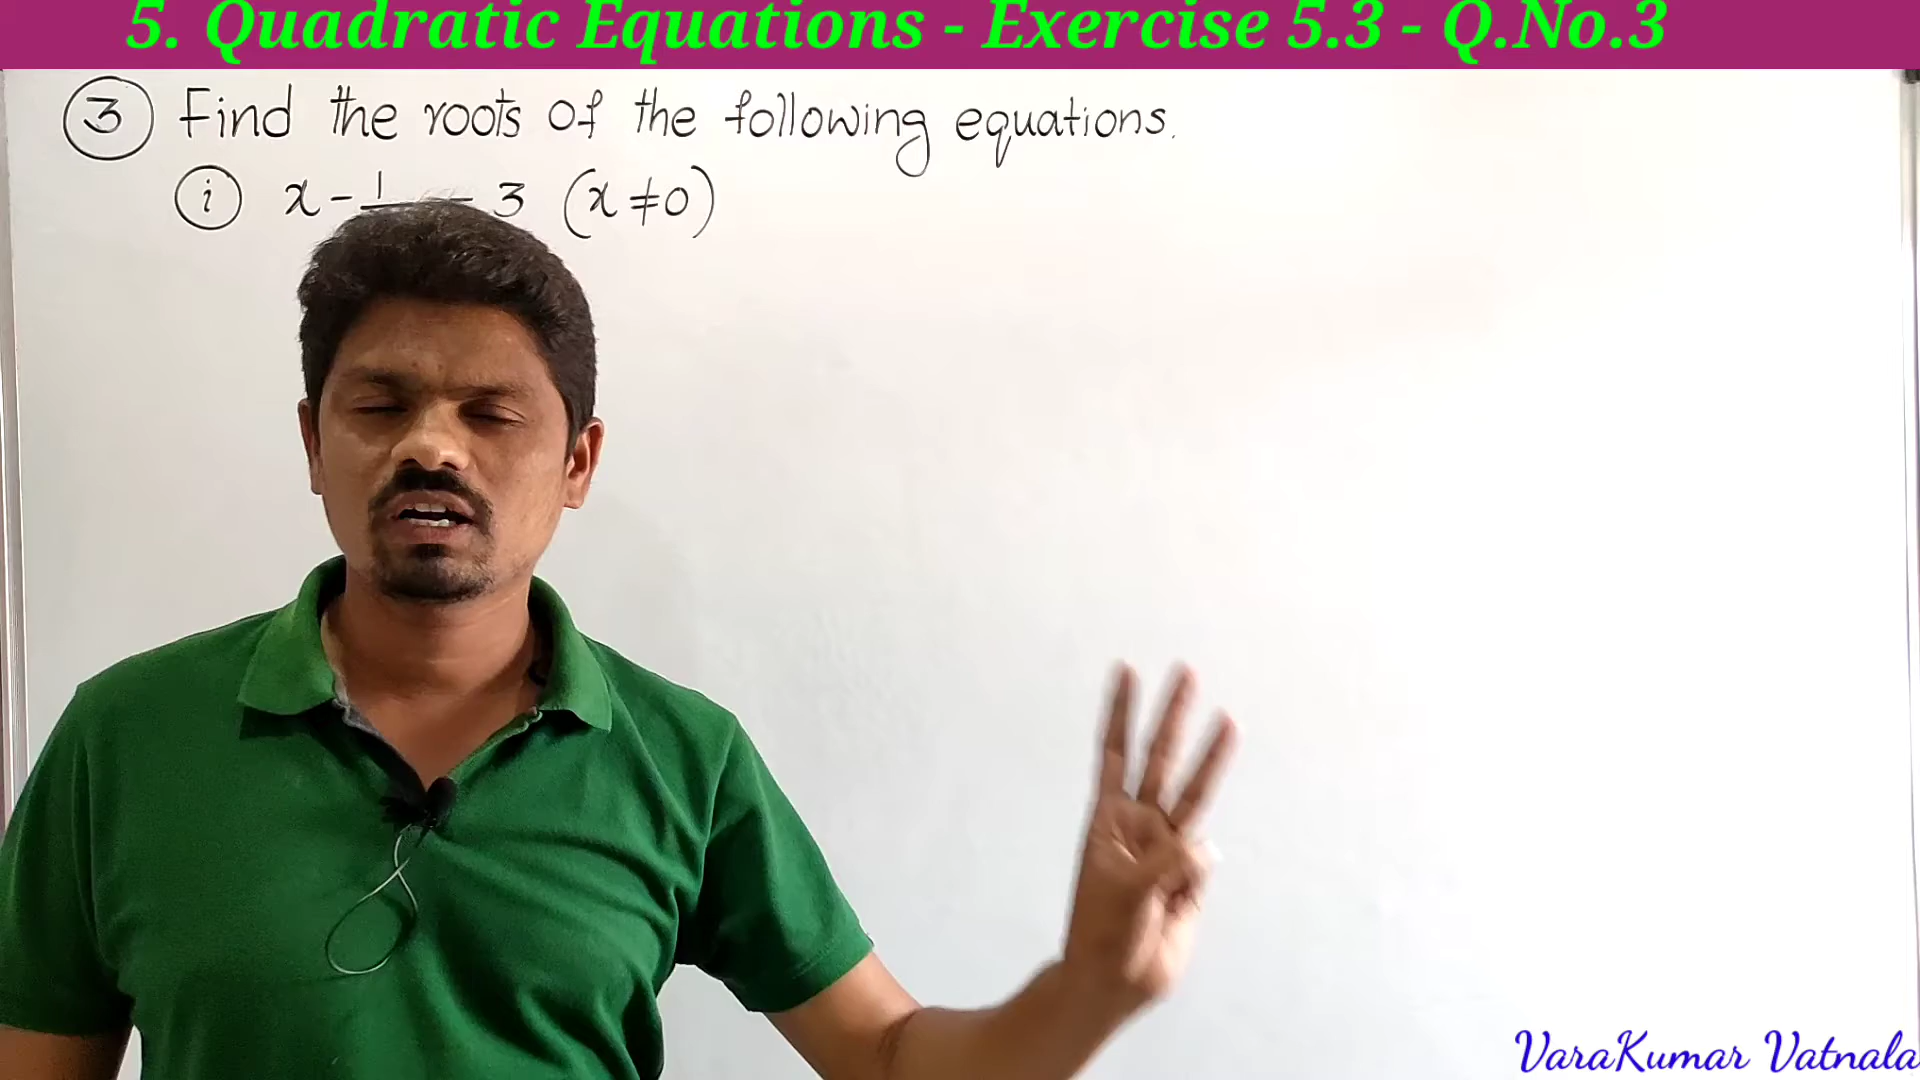 5. Quadratic Equations - Exercise 5.3 - Q.No.3
3 Find the roots of the following equations.
i x - 1 = 3 (x ≠ 0)
VaraKumar Vatnala